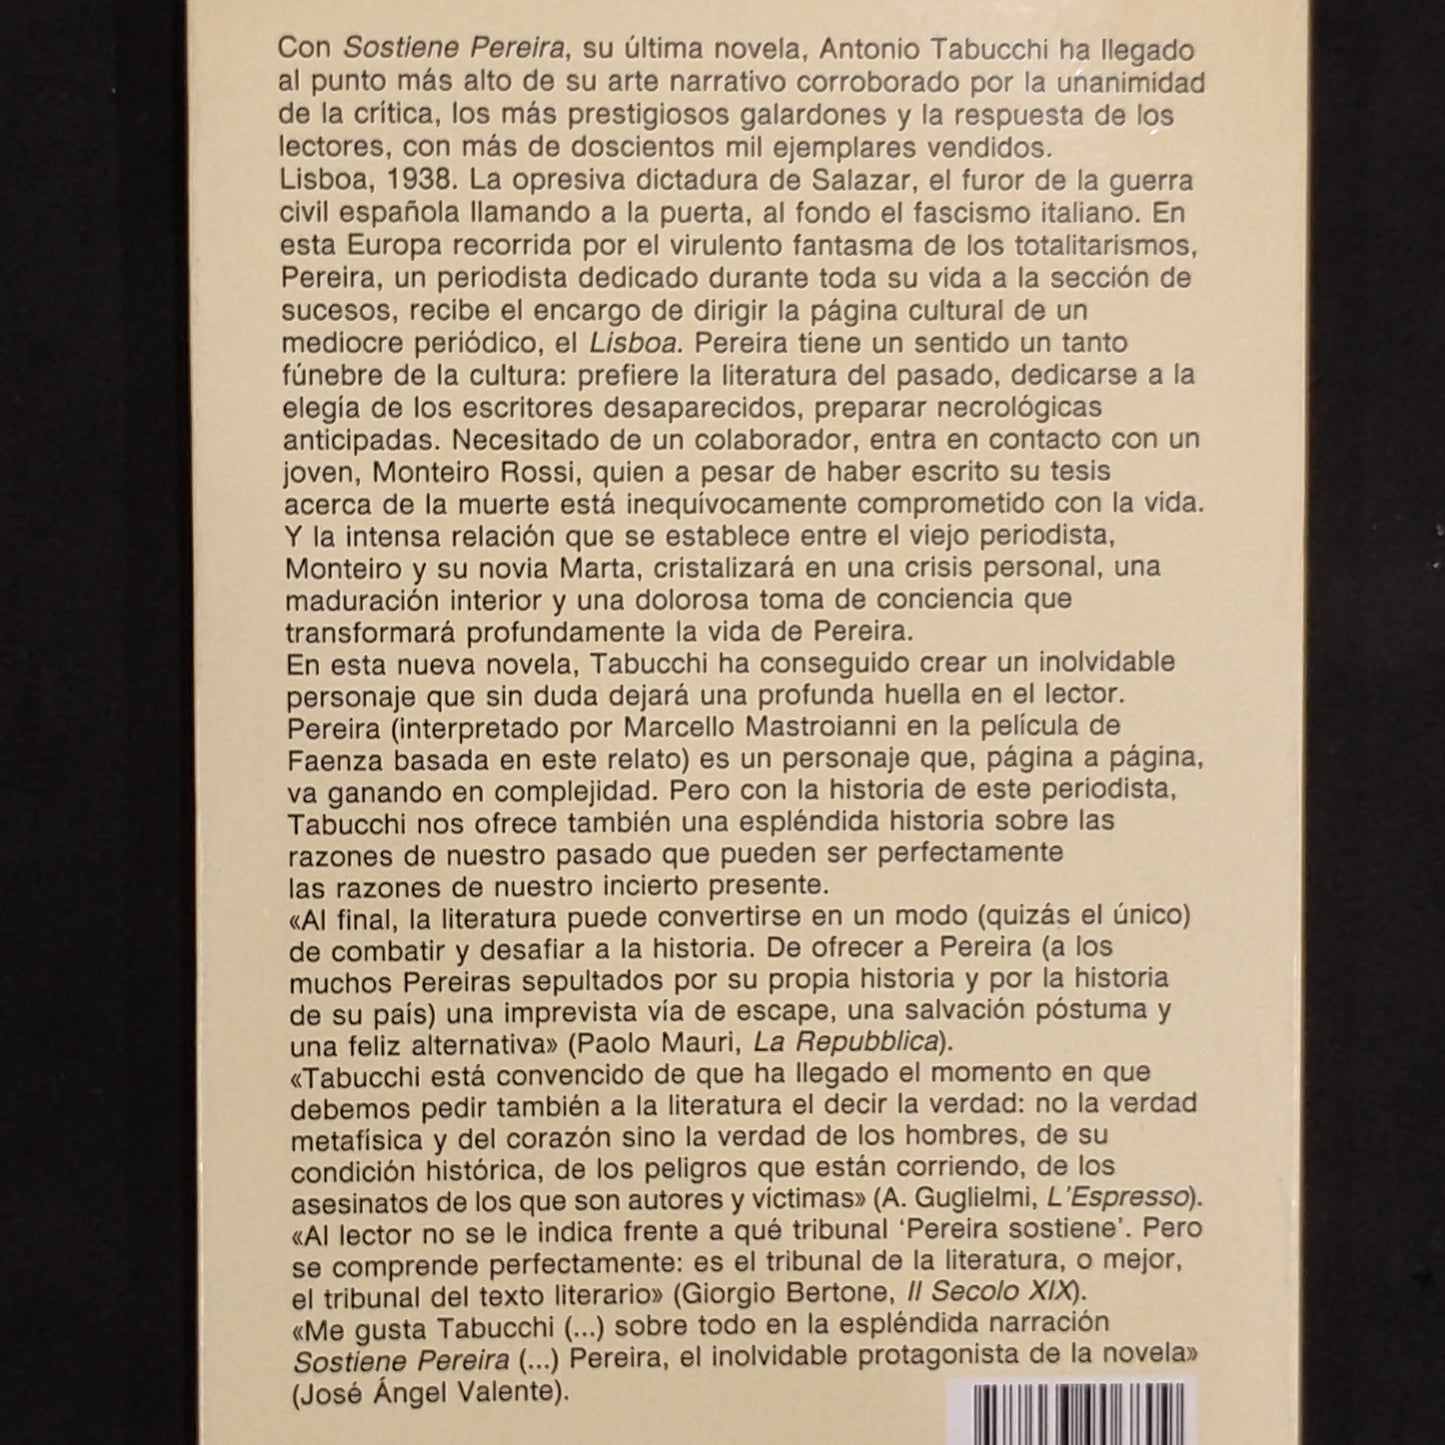 Con Sostiene Pereira, su última novela, Antonio Tabucchi ha llegado
al punto más alto de su arte narrativo corroborado por la unanimidad
de la crítica, los más prestigiosos galardones y la respuesta de los
lectores, con más de doscientos mil ejemplares vendidos.
Lisboa, 1938. La opresiva dictadura de Salazar, el furor de la guerra
civil española llamando a la puerta, al fondo el fascismo italiano. En
esta Europa recorrida por el virulento fantasma de los totalitarismos,
Pereira, un periodista dedicado durante toda su vida a la sección de
sucesos, recibe el encargo de dirigir la página cultural de un
mediocre periódico, el Lisboa. Pereira tiene un sentido un tanto
fúnebre de la cultura: prefiere la literatura del pasado, dedicarse a la
elegía de los escritores desaparecidos, preparar necrológicas
anticipadas. Necesitado de un colaborador, entra en contacto con un
joven, Monteiro Rossi, quien a pesar de haber escrito su tesis
acerca de la muerte está inequívocamente comprometido con la vida.
Y la intensa relación que se establece entre el viejo periodista,
Monteiro y su novia Marta, cristalizará en una crisis personal, una
maduración interior y una dolorosa toma de conciencia que
transformará profundamente la vida de Pereira.
En esta nueva novela, Tabucchi ha conseguido crear un inolvidable
personaje que sin duda dejará una profunda huella en el lector.
Pereira (interpretado por Marcello Mastroianni en la película de
Faenza basada en este relato) es un personaje que, página a página,
va ganando en complejidad. Pero con la historia de este periodista,
Tabucchi nos ofrece también una espléndida historia sobre las
razones de nuestro pasado que pueden ser perfectamente
las razones de nuestro incierto presente.
«Al final, la literatura puede convertirse en un modo (quizás el único)
de combatir y desafiar a la historia. De ofrecer a Pereira (a los
muchos Pereiras sepultados por su propia historia y por la historia
de su país) una imprevista vía de escape, una salvación póstuma y
una feliz alternativa» (Paolo Mauri, La Repubblica).
«Tabucchi está convencido de que ha llegado el momento en que
debemos pedir también a la literatura el decir la verdad: no la verdad
metafísica y del corazón sino la verdad de los hombres, de su
condición histórica, de los peligros que están corriendo, de los
asesinatos de los que son autores y víctimas» (A. Guglielmi, L'Espresso).
«Al lector no se le indica frente a qué tribunal ‘Pereira sostiene’. Pero
se comprende perfectamente: es el tribunal de la literatura, o mejor,
el tribunal del texto literario» (Giorgio Bertone, Il Secolo XIX).
«Me gusta Tabucchi (...) sobre todo en la espléndida narración
Sostiene Pereira (...) Pereira, el inolvidable protagonista de la novela»
(José Ángel Valente).